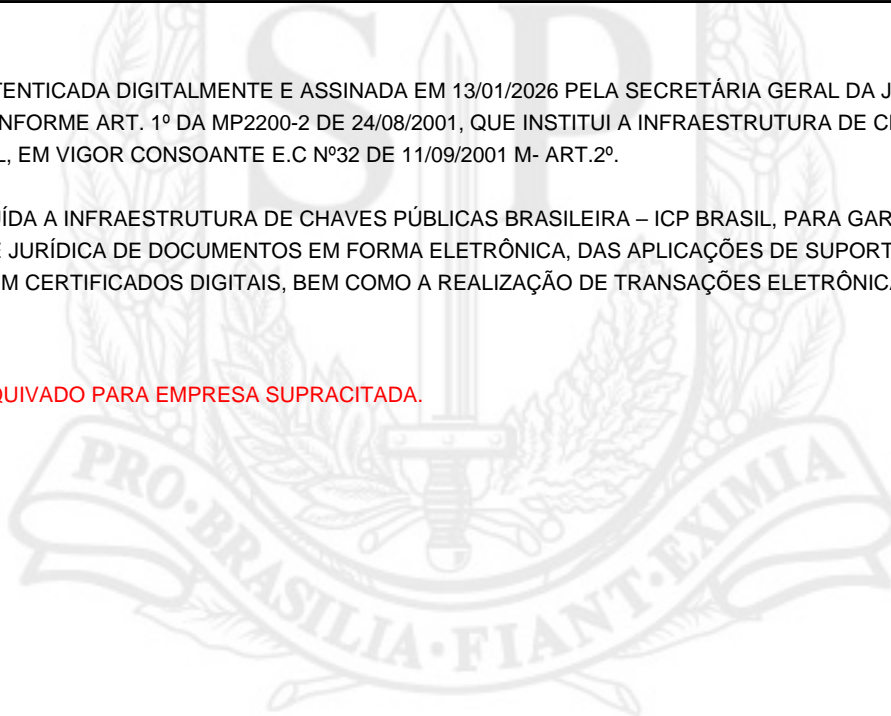 TENTICADA DIGITALMENTE E ASSINADA EM 13/01/2026 PELA SECRETÁRIA GERAL DA J
NFORME ART. 1º DA MP2200-2 DE 24/08/2001, QUE INSTITUI A INFRAESTRUTURA DE C
L, EM VIGOR CONSOANTE E.C Nº32 DE 11/09/2001 M- ART.2º.
UÍDA A INFRAESTRUTURA DE CHAVES PÚBLICAS BRASILEIRA – ICP BRASIL, PARA GAR
E JURÍDICA DE DOCUMENTOS EM FORMA ELETRÔNICA, DAS APLICAÇÕES DE SUPORT
M CERTIFICADOS DIGITAIS, BEM COMO A REALIZAÇÃO DE TRANSAÇÕES ELETRÔNICA
QUIVADO PARA EMPRESA SUPRACITADA.
SP
PRO·BRASILIA·FIANT·EXIMIA